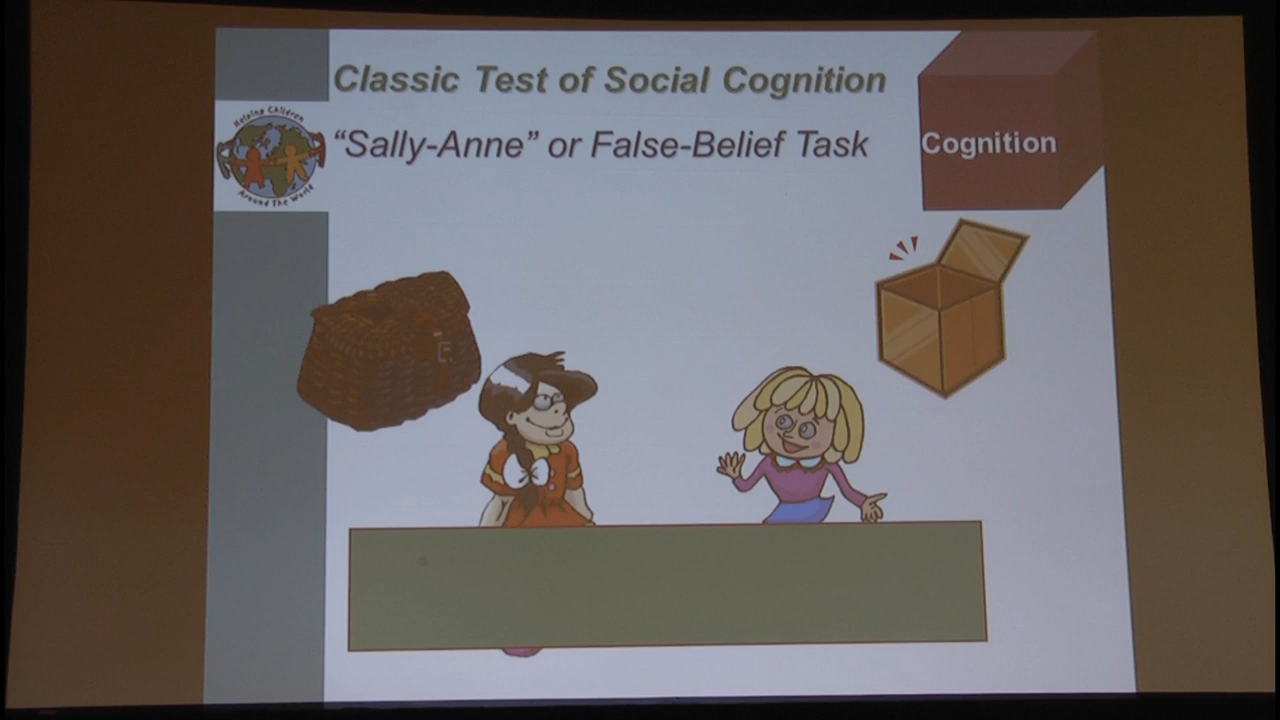 Classic Test of Social Cognition
“Sally-Anne” or False-Belief Task
Cognition
Helping Children
Around The World